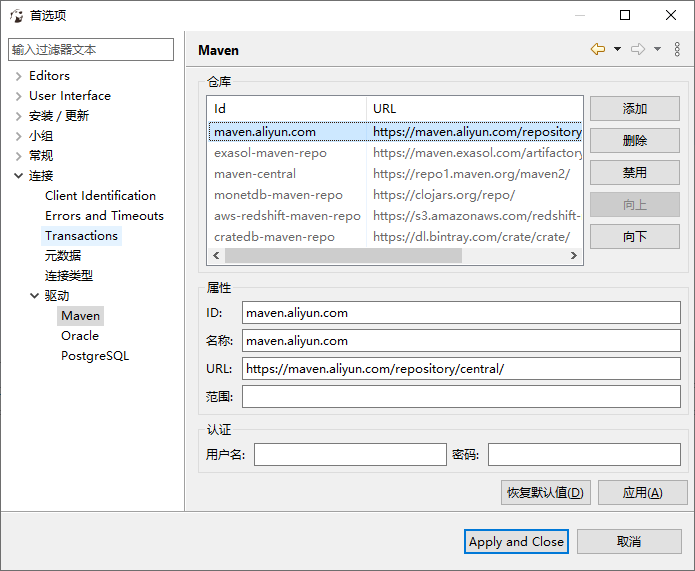 首选项
输入过滤器文本
Editors
User Interface
安装 / 更新
小组
常规
连接
Client Identification
Errors and Timeouts
Transactions
元数据
连接类型
驱动
Maven
Oracle
PostgreSQL
Maven
仓库
Id URL
maven.aliyun.com https://maven.aliyun.com/repository
exasol-maven-repo https://maven.exasol.com/artifactory
maven-central https://repo1.maven.org/maven2/
monetdb-maven-repo https://clojars.org/repo/
aws-redshift-maven-repo https://s3.amazonaws.com/redshift-
cratedb-maven-repo https://dl.bintray.com/crate/crate/
添加
删除
禁用
向上
向下
属性
ID: maven.aliyun.com
名称: maven.aliyun.com
URL: https://maven.aliyun.com/repository/central/
范围:
认证
用户名: 密码:
恢复默认值(D) 应用(A)
Apply and Close 取消